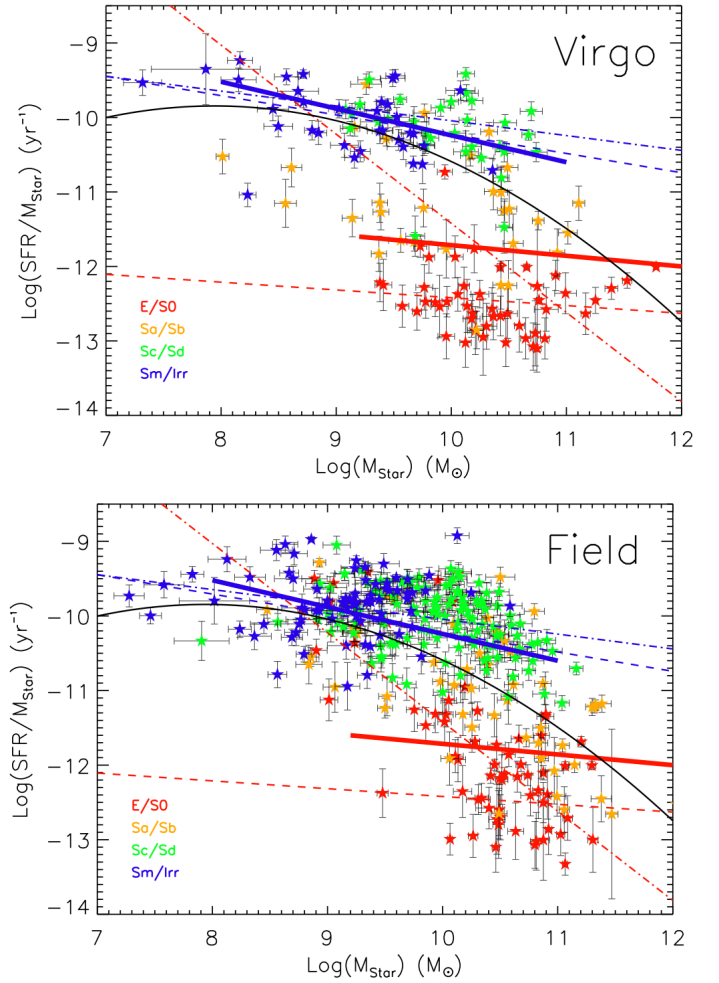 Virgo
−9
−10
−11
−12
−13
−14
Log(SFR/M_Star) (yr⁻¹)
E/S0
Sa/Sb
Sc/Sd
Sm/Irr
7 8 9 10 11 12
Log(M_Star) (M_⊙)
Field
−9
−10
−11
−12
−13
−14
Log(SFR/M_Star) (yr⁻¹)
E/S0
Sa/Sb
Sc/Sd
Sm/Irr
7 8 9 10 11 12
Log(M_Star) (M_⊙)